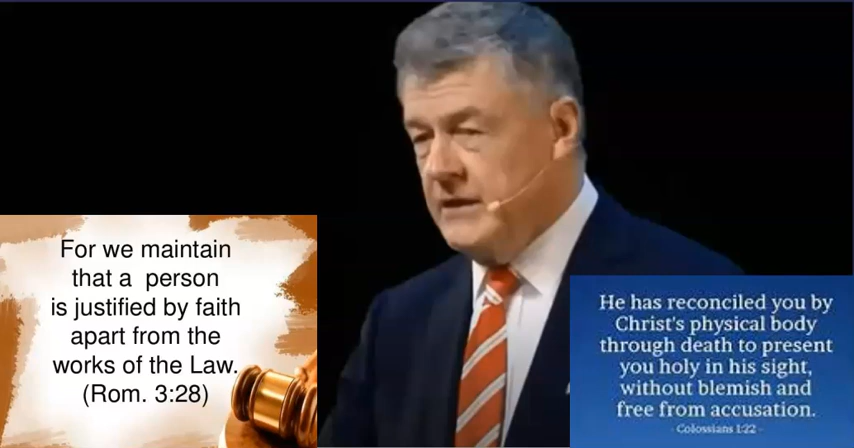 For we maintain
that a person
is justified by faith
apart from the
works of the Law.
(Rom. 3:28)
He has reconciled you by
Christ's physical body
through death to present
you holy in his sight,
without blemish and
free from accusation.
- Colossians 1:22 -